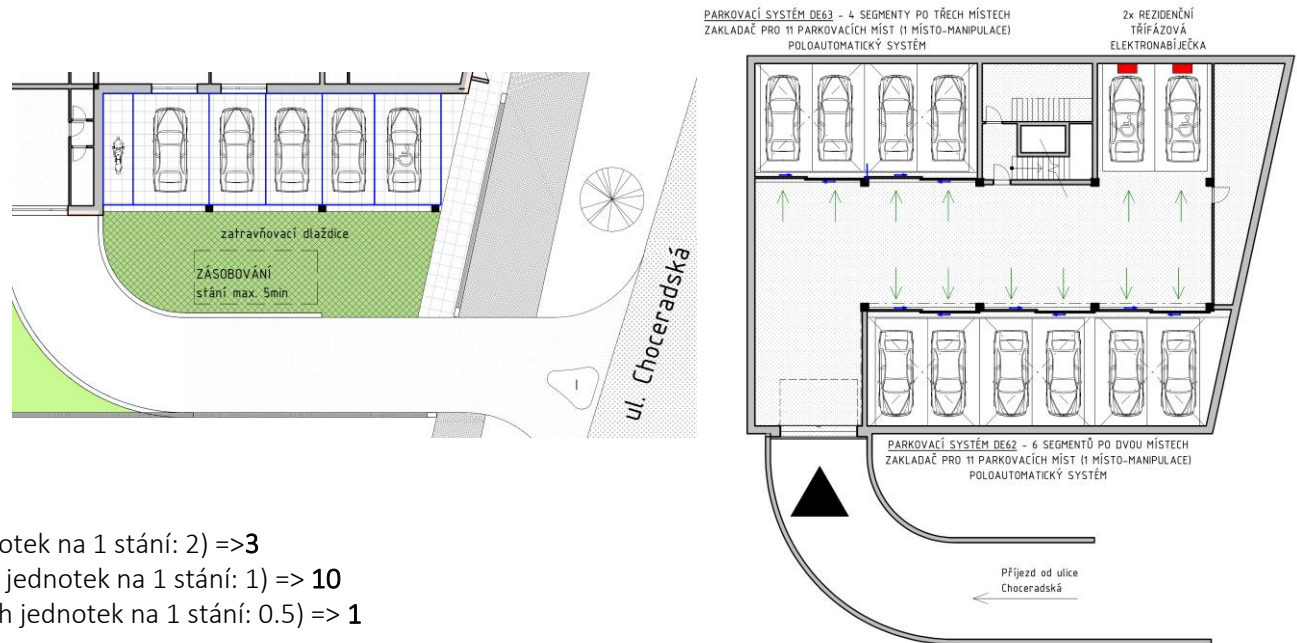 PARKOVACÍ SYSTÉM DE63 - 4 SEGMENTY PO TŘECH MÍSTECH
ZAKLADAČ PRO 11 PARKOVACÍCH MÍST (1 MÍSTO-MANIPULACE)
POLOAUTOMATICKÝ SYSTÉM
2x REZIDENČNÍ
TŘÍFÁZOVÁ
ELEKTRONABÍJEČKA
zatravňovací dlaždice
ZÁSOBOVÁNÍ
stání max. 5min
ul. Choceradská
I
PARKOVACÍ SYSTÉM DE62 - 6 SEGMENTŮ PO DVOU MÍSTECH
ZAKLADAČ PRO 11 PARKOVACÍCH MÍST (1 MÍSTO-MANIPULACE)
POLOAUTOMATICKÝ SYSTÉM
Příjezd od ulice
Choceradská
otek na 1 stání: 2) =>3
jednotek na 1 stání: 1) => 10
h jednotek na 1 stání: 0.5) => 1